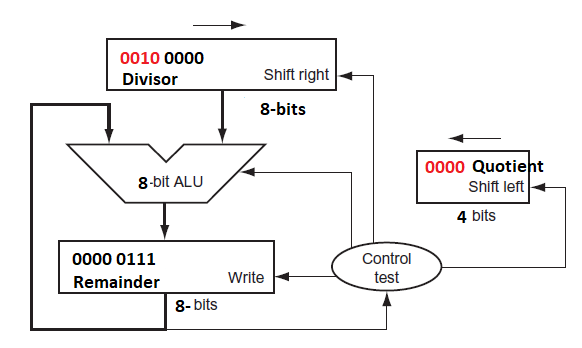 0010 0000
Divisor
Shift right
8-bits
8-bit ALU
0000 Quotient
Shift left
4 bits
0000 0111
Remainder
Write
8- bits
Control
test